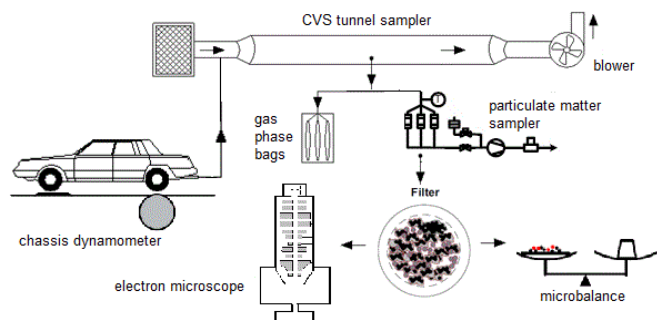 CVS tunnel sampler
blower
gas
phase
bags
T
particulate matter
sampler
Filter
chassis dynamometer
electron microscope
microbalance